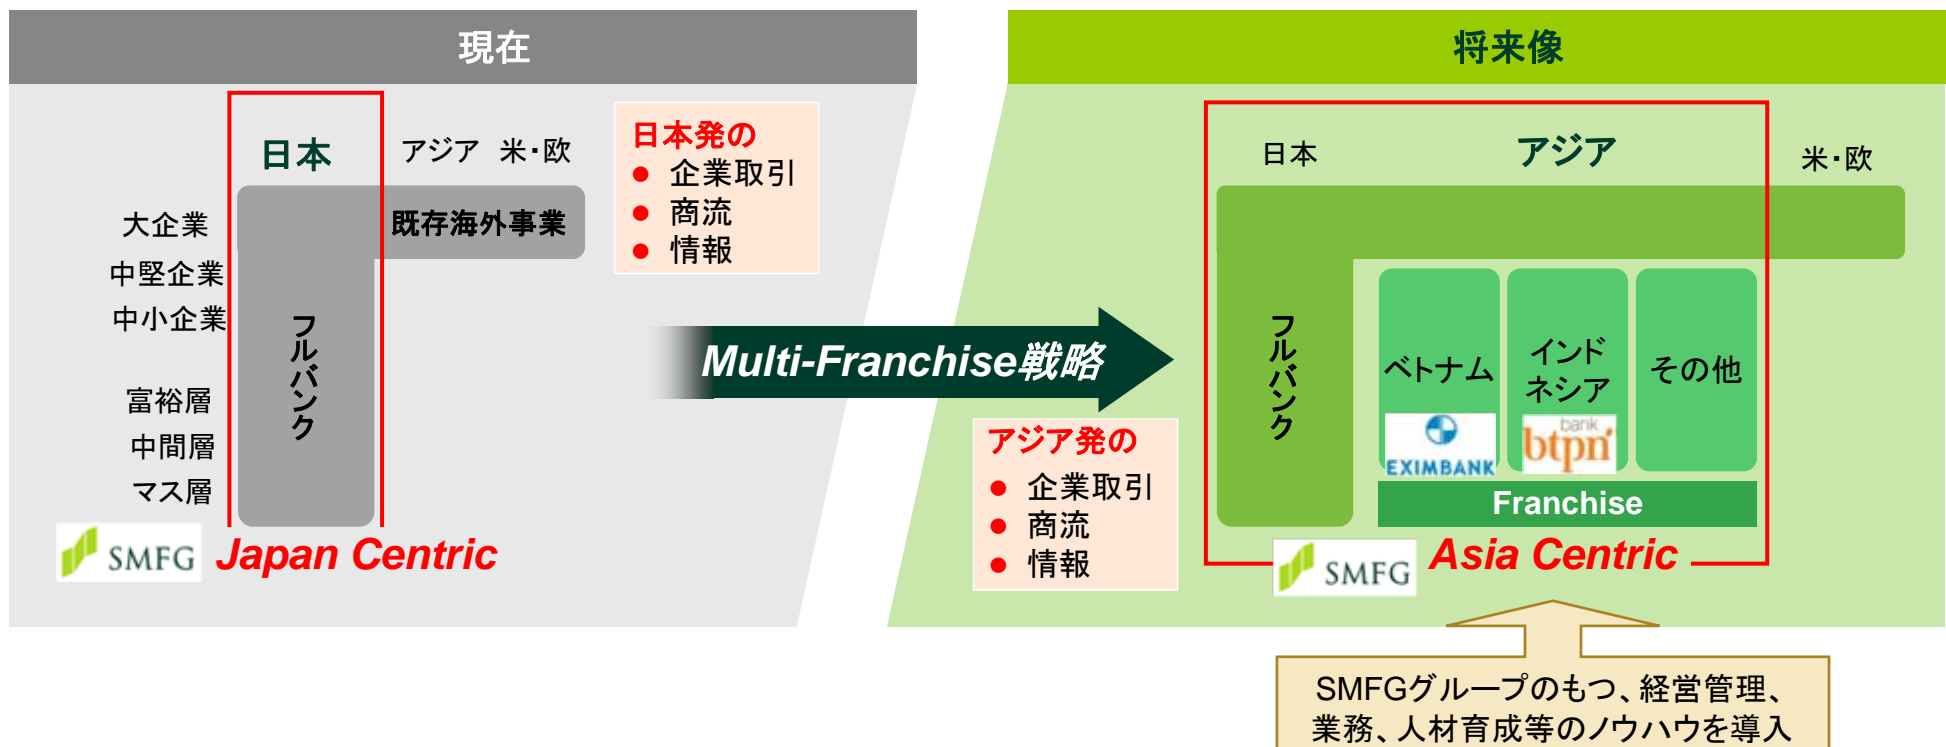 現在
日本
アジア 米・欧
大企業
既存海外事業
中堅企業
中小企業
フルバンク
富裕層
中間層
マス層
SMFG
Japan Centric
日本発の
● 企業取引
● 商流
● 情報
Multi-Franchise戦略
アジア発の
● 企業取引
● 商流
● 情報
将来像
日本
アジア
米・欧
フルバンク
ベトナム
EXIMBANK
インド
ネシア
bank
btpn
その他
Franchise
SMFG
Asia Centric
SMFGグループのもつ、経営管理、
業務、人材育成等のノウハウを導入